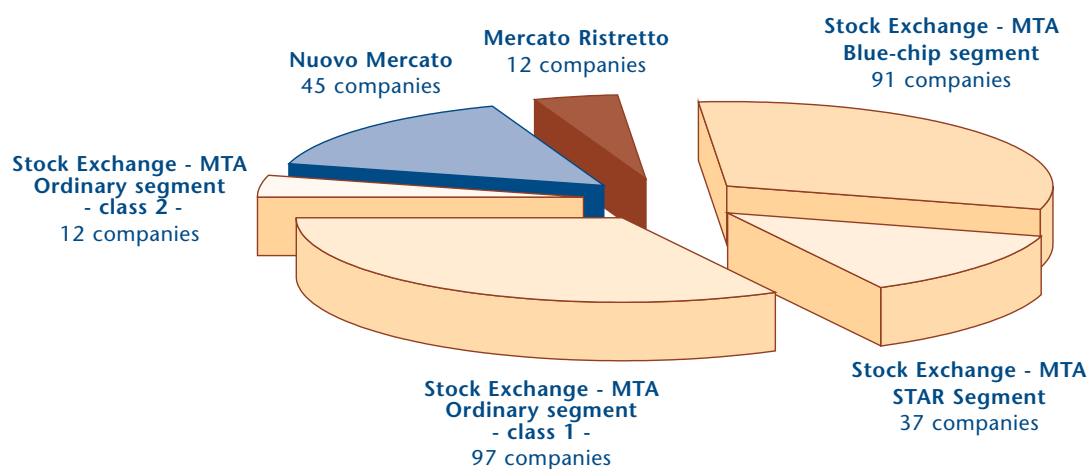 Mercato Ristretto
12 companies
Stock Exchange - MTA
Blue-chip segment
91 companies
Nuovo Mercato
45 companies
Stock Exchange - MTA
Ordinary segment
- class 2 -
12 companies
Stock Exchange - MTA
STAR Segment
37 companies
Stock Exchange - MTA
Ordinary segment
- class 1 -
97 companies